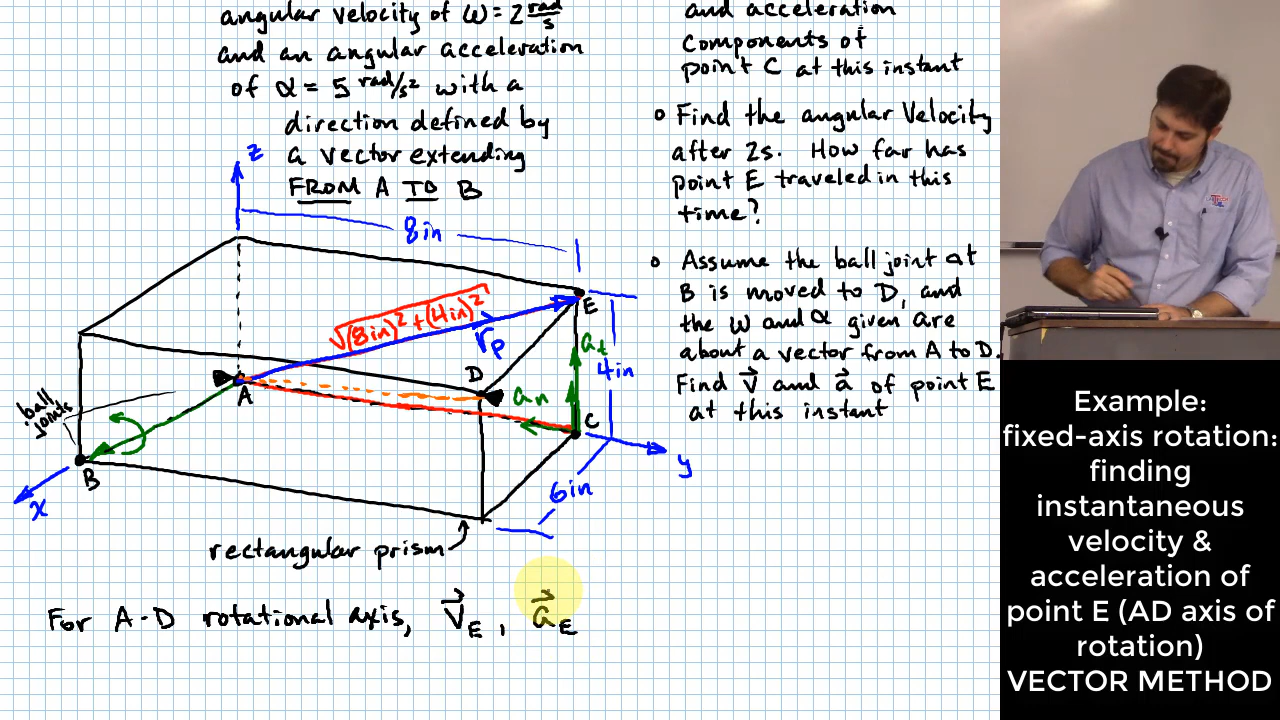 angular velocity of ω = 2 rad/s
and an angular acceleration
of α = 5 rad/s² with a
direction defined by
a vector extending
FROM A TO B
z
8in
√(8in)²+(4in)²
r_p
E
a_t
4in
D
a_n
A
C
ball
joints
B
x
y
6in
rectangular prism
For A-D rotational axis, V⃗_E, a⃗_E
and acceleration
components of
point C at this instant
o Find the angular Velocity
after 2s. How far has
point E traveled in this
time?
o Assume the ball joint at
B is moved to D, and
the ω and α given are
about a vector from A to D.
Find v⃗ and a⃗ of point E
at this instant
Example:
fixed-axis rotation:
finding
instantaneous
velocity &
acceleration of
point E (AD axis of
rotation)
VECTOR METHOD